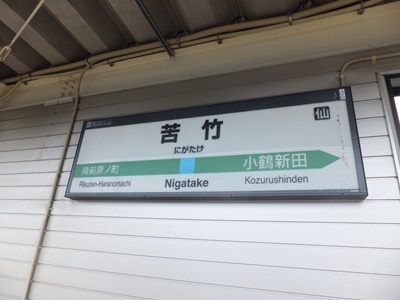 仙
苦竹
にがたけ
陸前原ノ町
小鶴新田
Rikuzen-Haranomachi
Nigatake
Kozurushinden